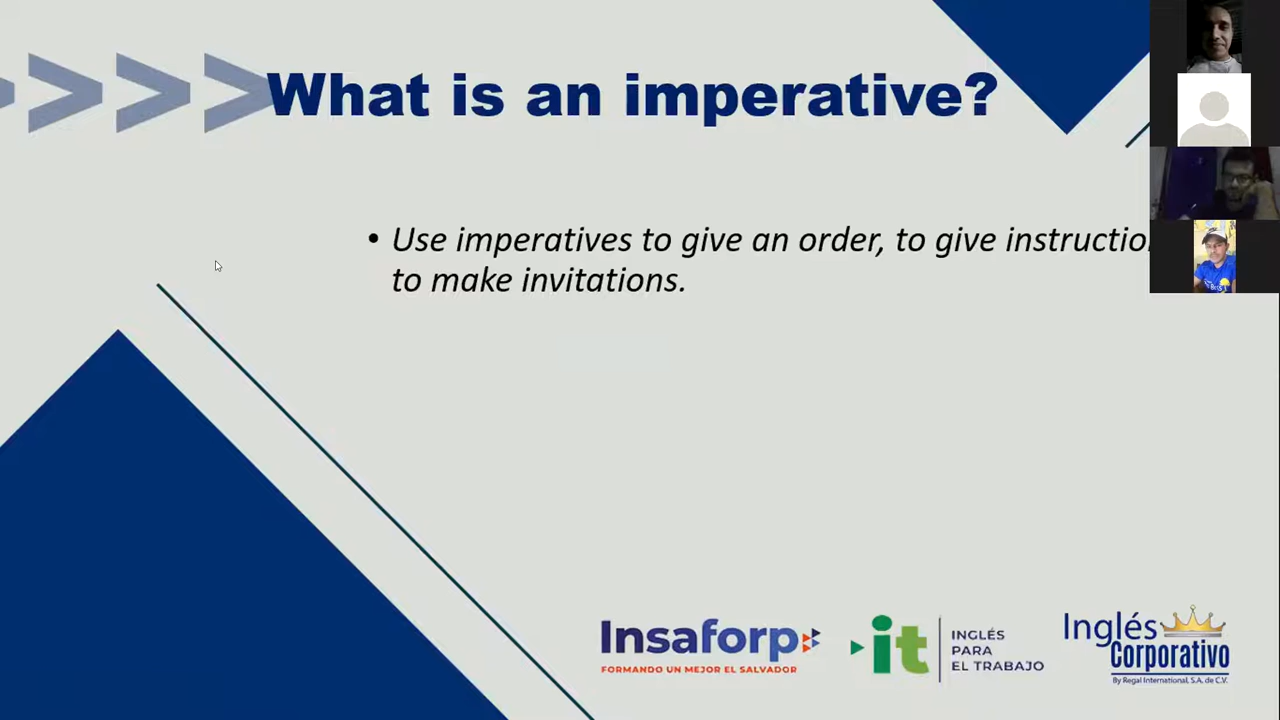 What is an imperative?
• Use imperatives to give an order, to give
to make invitations.
Insaforp
FORMANDO UN MEJOR EL SALVADOR
it
INGLÉS
PARA
EL TRABAJO
Inglés
Corporativo
By Regal International, S.A. de C.V.